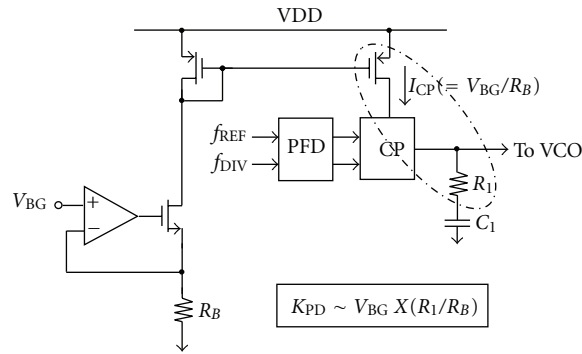 VDD
I_CP(= V_BG/R_B)
f_REF
f_DIV
PFD
CP
To VCO
R_1
C_1
V_BG
+
−
R_B
K_PD ~ V_BG X(R_1/R_B)